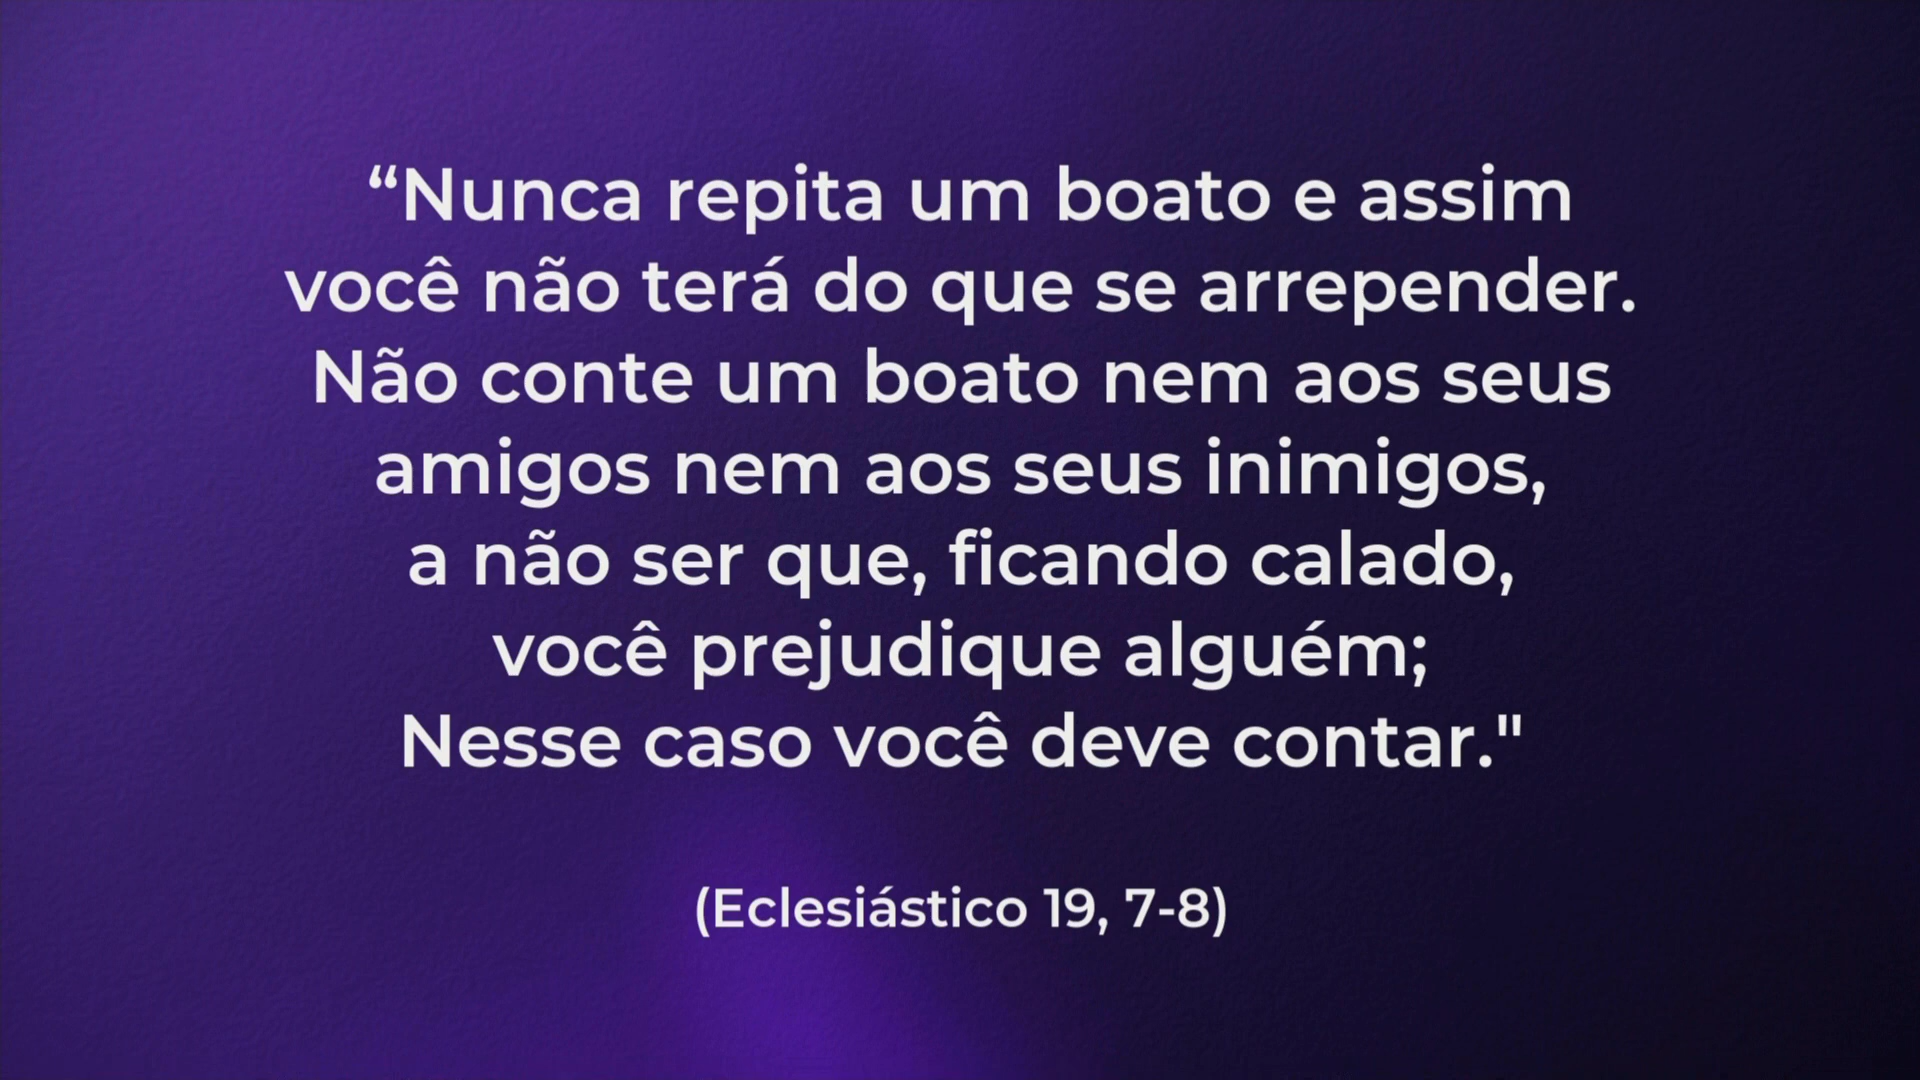 “Nunca repita um boato e assim
você não terá do que se arrepender.
Não conte um boato nem aos seus
amigos nem aos seus inimigos,
a não ser que, ficando calado,
você prejudique alguém;
Nesse caso você deve contar."
(Eclesiástico 19, 7-8)